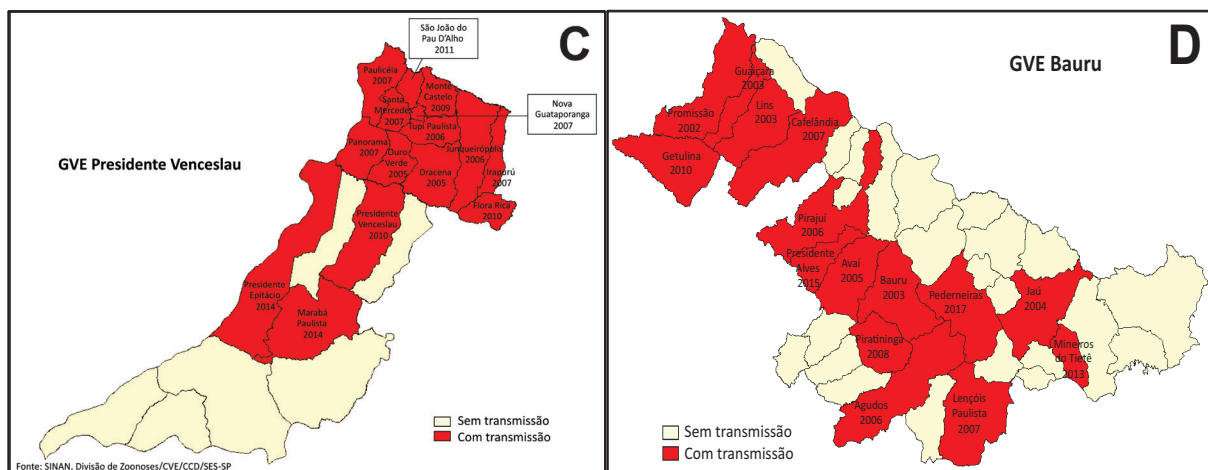 C
GVE Presidente Venceslau
São João do
Pau D'Alho
2011
Nova
Guataporanga
2007
Paulicéia
2007
Monte
Castelo
2009
Santa
Mercedes
2007
Tupi Paulista
2006
Panorama
2007
Ouro
Verde
2005
Dracena
2005
Junqueirópolis
2006
Irapurú
2007
Flora Rica
2010
Presidente
Venceslau
2010
Presidente
Epitácio
2014
Marabá
Paulista
2014
Sem transmissão
Com transmissão
Fonte: SINAN, Divisão de Zoonoses/CVE/CCD/SES-SP
D
GVE Bauru
Guaiçara
2003
Promissão
2002
Lins
2003
Cafelândia
2007
Getulina
2010
Pirajuí
2006
Presidente
Alves
2015
Avaí
2005
Bauru
2003
Pederneiras
2017
Jaú
2004
Piratininga
2008
Mineiros
do Tietê
2013
Agudos
2006
Lençóis
Paulista
2007
Sem transmissão
Com transmissão